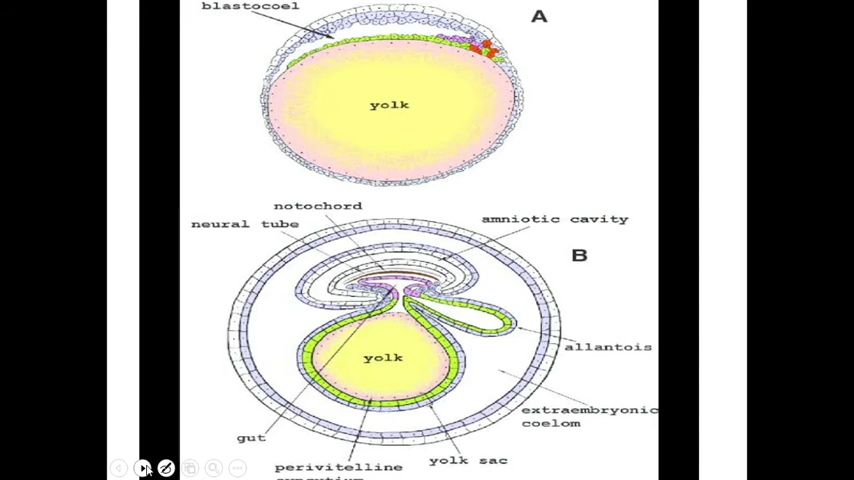 blastocoel
A
yolk
notochord
neural tube
amniotic cavity
B
yolk
allantois
extraembryonic
coelom
gut
yolk sac
perivitelline